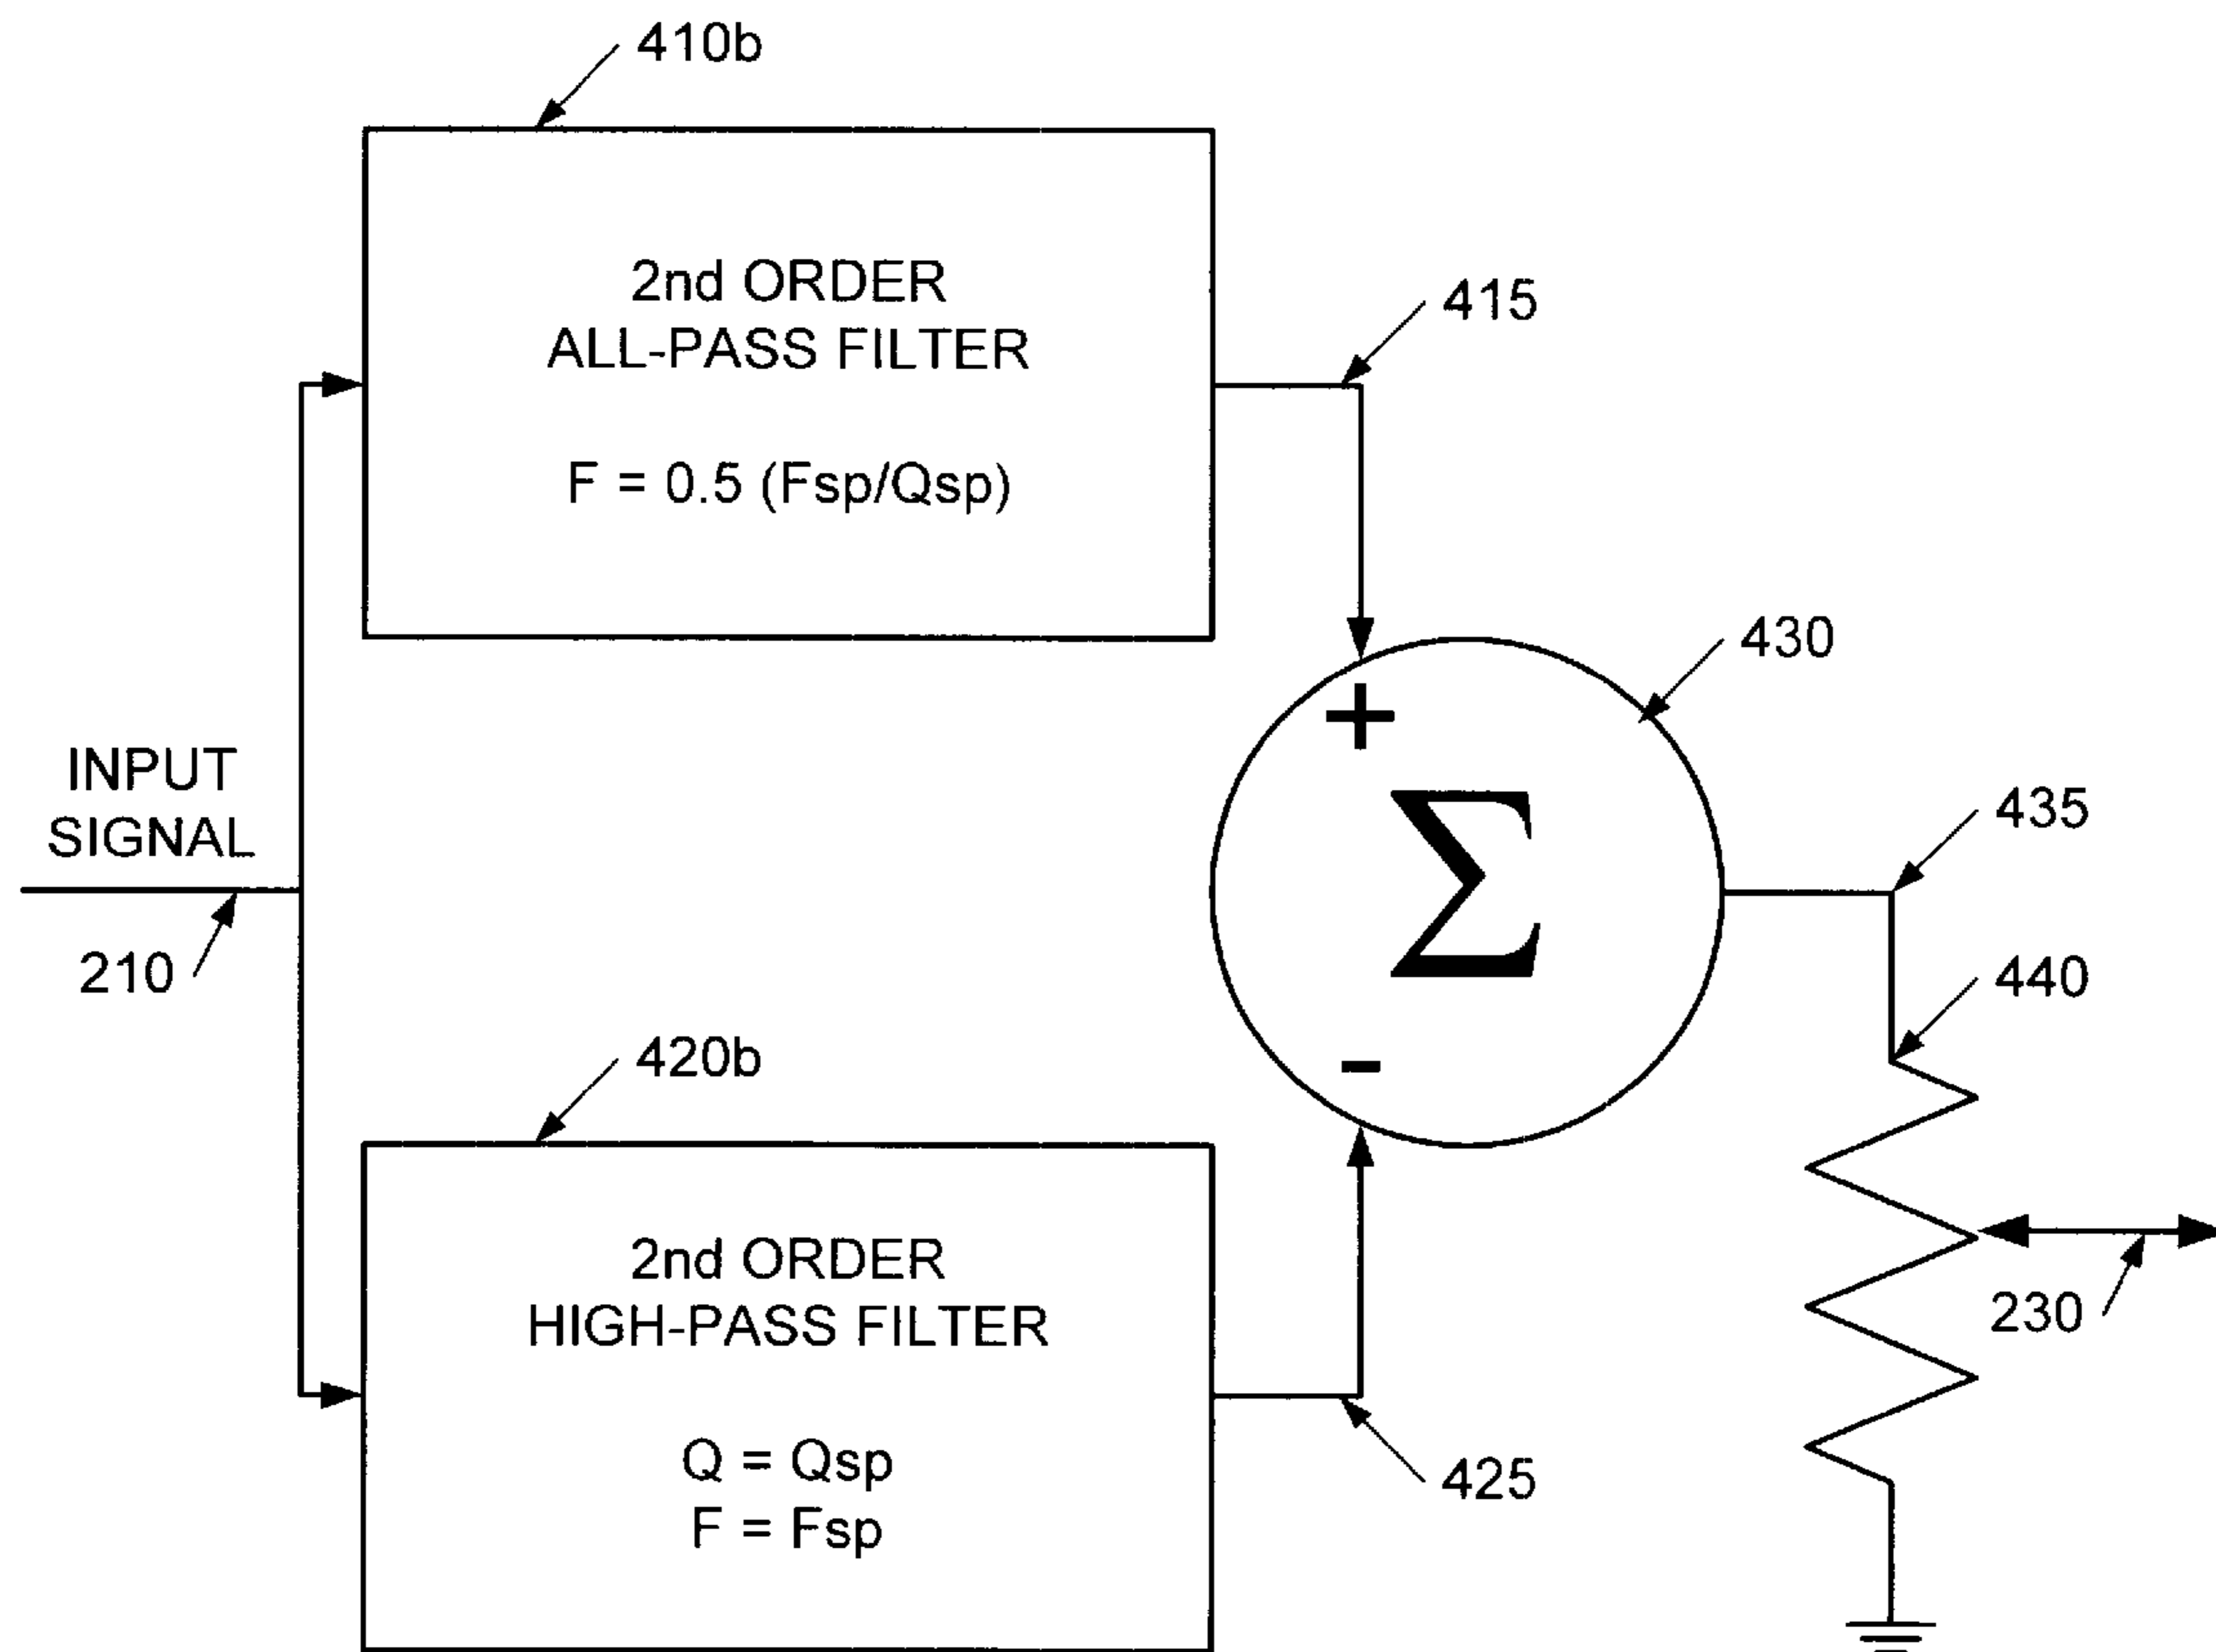 410b
2nd ORDER
ALL-PASS FILTER
F = 0.5 (Fsp/Qsp)
415
430
+
Σ
-
INPUT
SIGNAL
210
435
440
420b
2nd ORDER
HIGH-PASS FILTER
Q = Qsp
F = Fsp
425
230